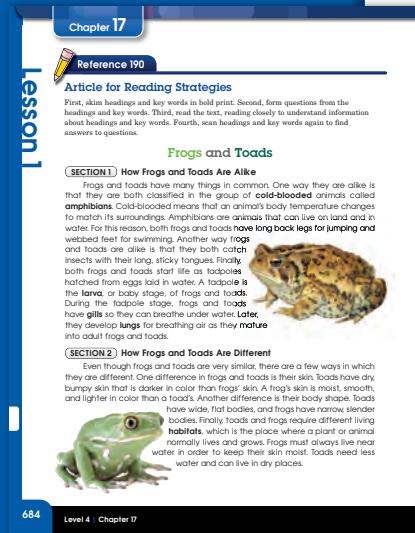 Chapter 17
Lesson 1
Reference 190
Article for Reading Strategies
First, skim headings and key words in bold print. Second, form questions from the
headings and key words. Third, read the text, reading closely to understand information
about headings and key words. Fourth, scan headings and key words again to find
answers to questions.
Frogs and Toads
SECTION 1 How Frogs and Toads Are Alike
Frogs and toads have many things in common. One way they are alike is
that they are both classified in the group of cold-blooded animals called
amphibians. Cold-blooded means that an animal's body temperature changes
to match its surroundings. Amphibians are animals that can live on land and in
water. For this reason, both frogs and toads have long back legs for jumping and
webbed feet for swimming. Another way frogs
and toads are alike is that they both catch
insects with their long, sticky tongues. Finally,
both frogs and toads start life as tadpoles
hatched from eggs laid in water. A tadpole is
the larva, or baby stage, of frogs and toads.
During the tadpole stage, frogs and toads
have gills so they can breathe under water. Later,
they develop lungs for breathing air as they mature
into adult frogs and toads.
SECTION 2 How Frogs and Toads Are Different
Even though frogs and toads are very similar, there are a few ways in which
they are different. One difference in frogs and toads is their skin. Toads have dry,
bumpy skin that is darker in color than frogs' skin. A frog's skin is moist, smooth,
and lighter in color than a toad's. Another difference is their body shape. Toads
have wide, flat bodies, and frogs have narrow, slender
bodies. Finally, toads and frogs require different living
habitats, which is the place where a plant or animal
normally lives and grows. Frogs must always live near
water in order to keep their skin moist. Toads need less
water and can live in dry places.
684
Level 4 | Chapter 17